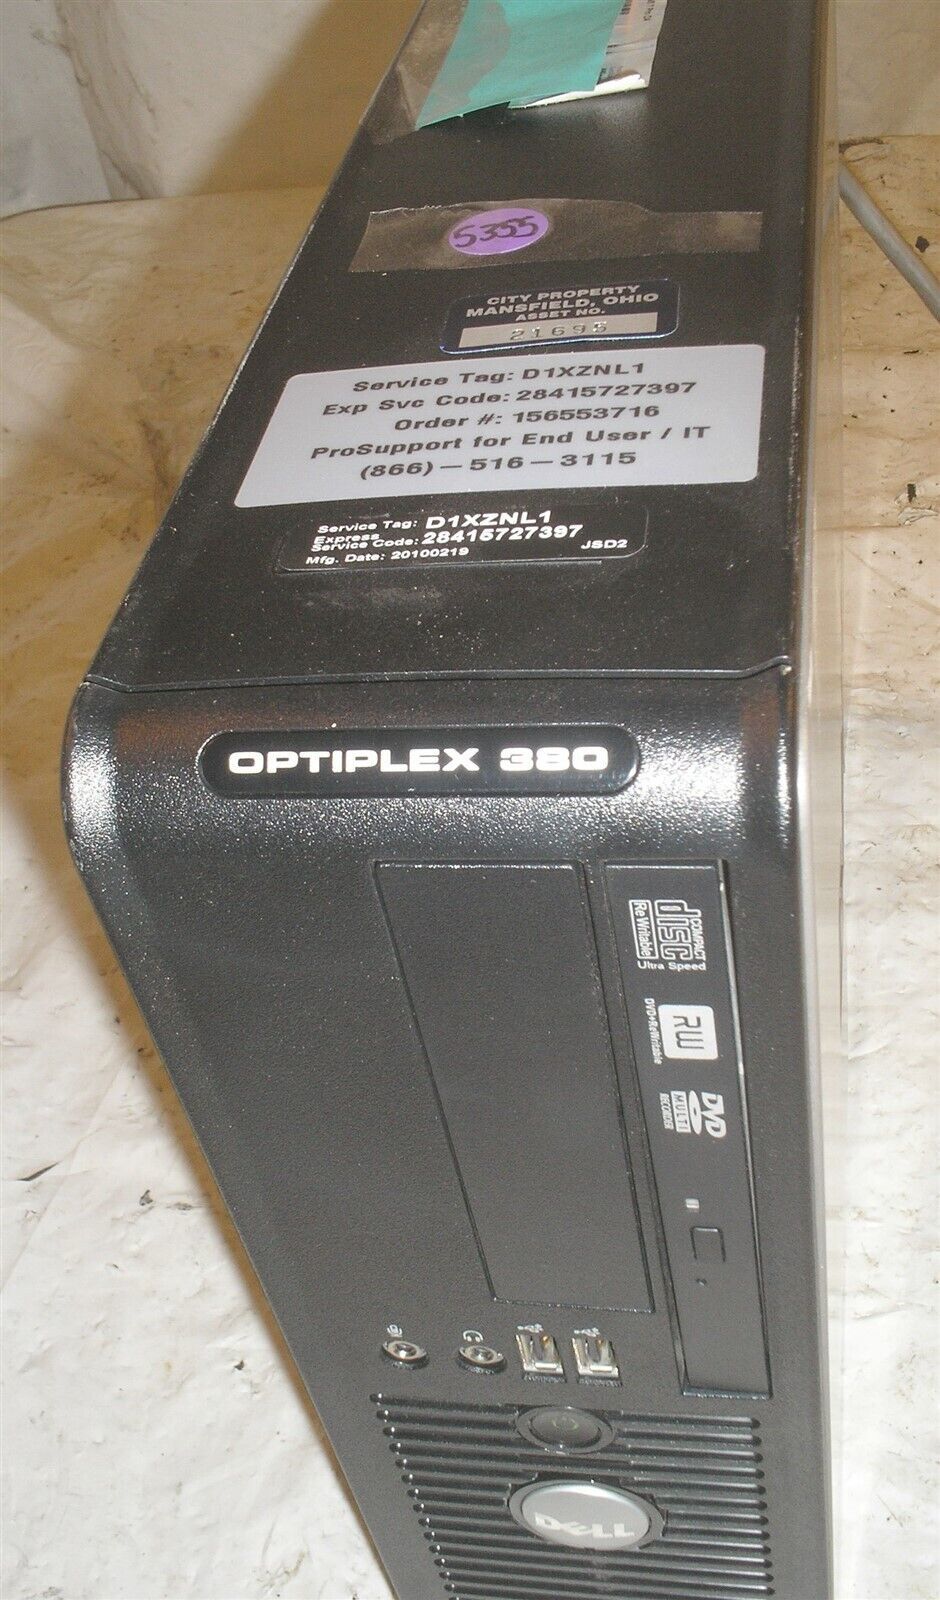 5355
CITY PROPERTY
MANSFIELD, OHIO
ASSET NO.
21695
Service Tag: D1XZNL1
Exp Svc Code: 28415727397
Order #: 156553716
ProSupport for End User / IT
(866)-516-3115
Service Tag: D1XZNL1
Express
Service Code: 28415727397
Mfg. Date: 20100219
JSD2
OPTIPLEX 380
COMPACT
disc
ReWritable
Ultra Speed
RW
DVD+ReWritable
DVD
MULTI
RECORDER
DELL